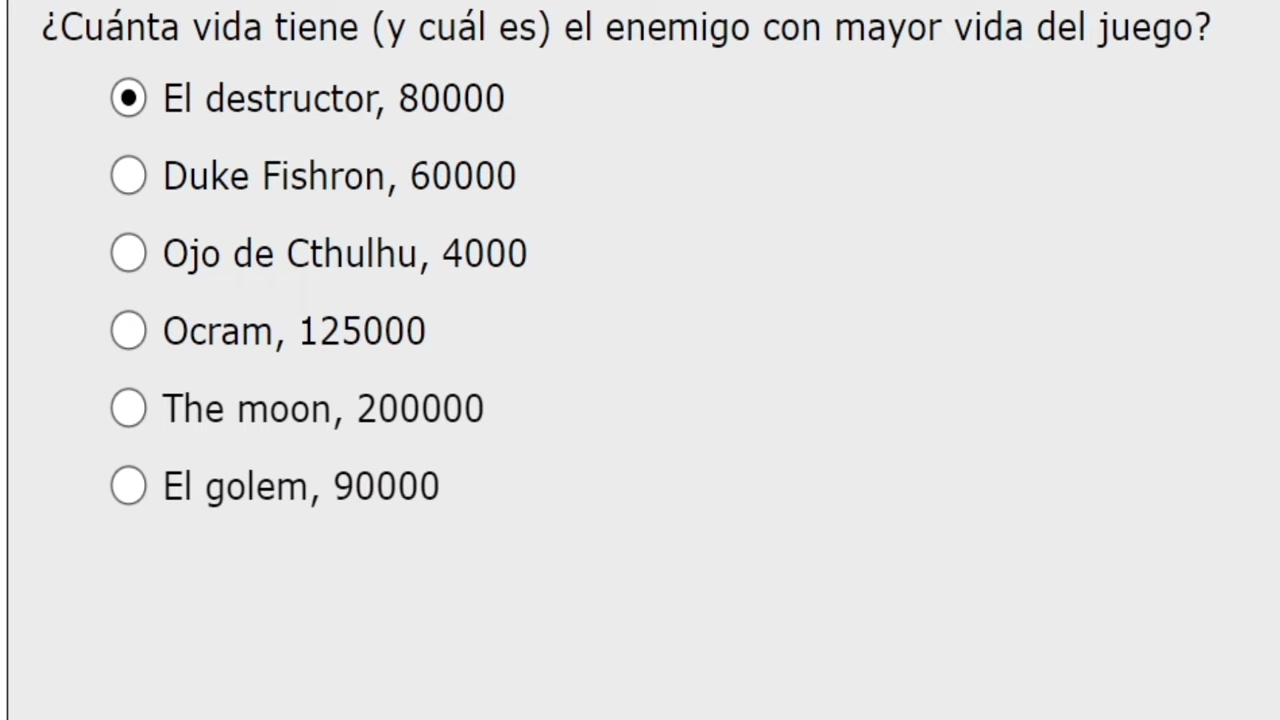 ¿Cuánta vida tiene (y cuál es) el enemigo con mayor vida del juego?
El destructor, 80000
Duke Fishron, 60000
Ojo de Cthulhu, 4000
Ocram, 125000
The moon, 200000
El golem, 90000